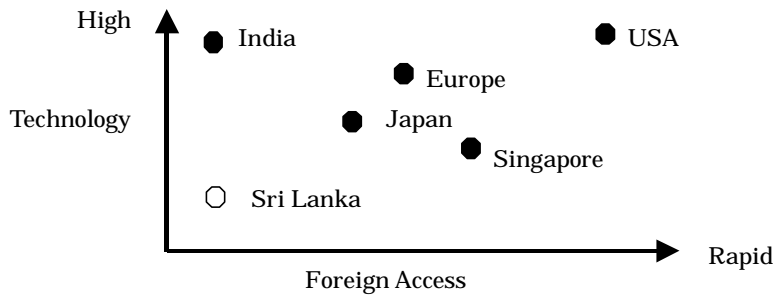 High
India
USA
Europe
Technology
Japan
Singapore
Sri Lanka
Rapid
Foreign Access